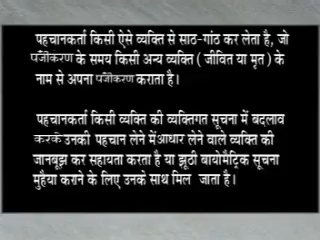 पहचानकर्ता किसी ऐसे व्यक्ति से साठ-गांठ कर लेता है, जो
पंजीकरण के समय किसी अन्य व्यक्ति ( जीवित या मृत ) के
नाम से अपना पंजीकरण कराता है।
पहचानकर्ता किसी व्यक्ति की व्यक्तिगत सूचना में बदलाव
करके उनकी पहचान लेने में आधार लेने वाले व्यक्ति की
जानबूझ कर सहायता करता है या झूठी बायोमैट्रिक सूचना
मुहैया कराने के लिए उनके साथ मिल जाता है।